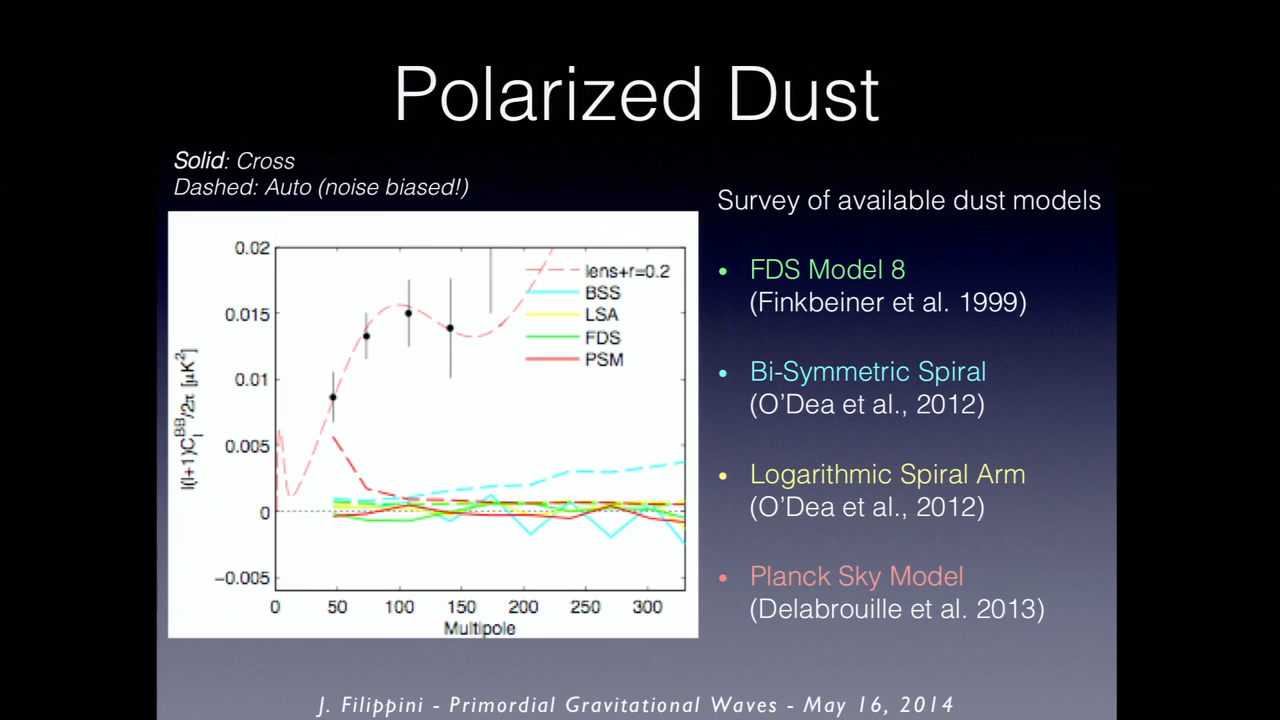 Polarized Dust
Solid: Cross
Dashed: Auto (noise biased!)
0.02
0.015
0.01
0.005
0
−0.005
l(l+1)C_l^BB/2π [μK²]
0
50
100
150
200
250
300
Multipole
lens+r=0.2
BSS
LSA
FDS
PSM
Survey of available dust models
• FDS Model 8
(Finkbeiner et al. 1999)
• Bi-Symmetric Spiral
(O’Dea et al., 2012)
• Logarithmic Spiral Arm
(O’Dea et al., 2012)
• Planck Sky Model
(Delabrouille et al. 2013)
J. Filippini - Primordial Gravitational Waves - May 16, 2014